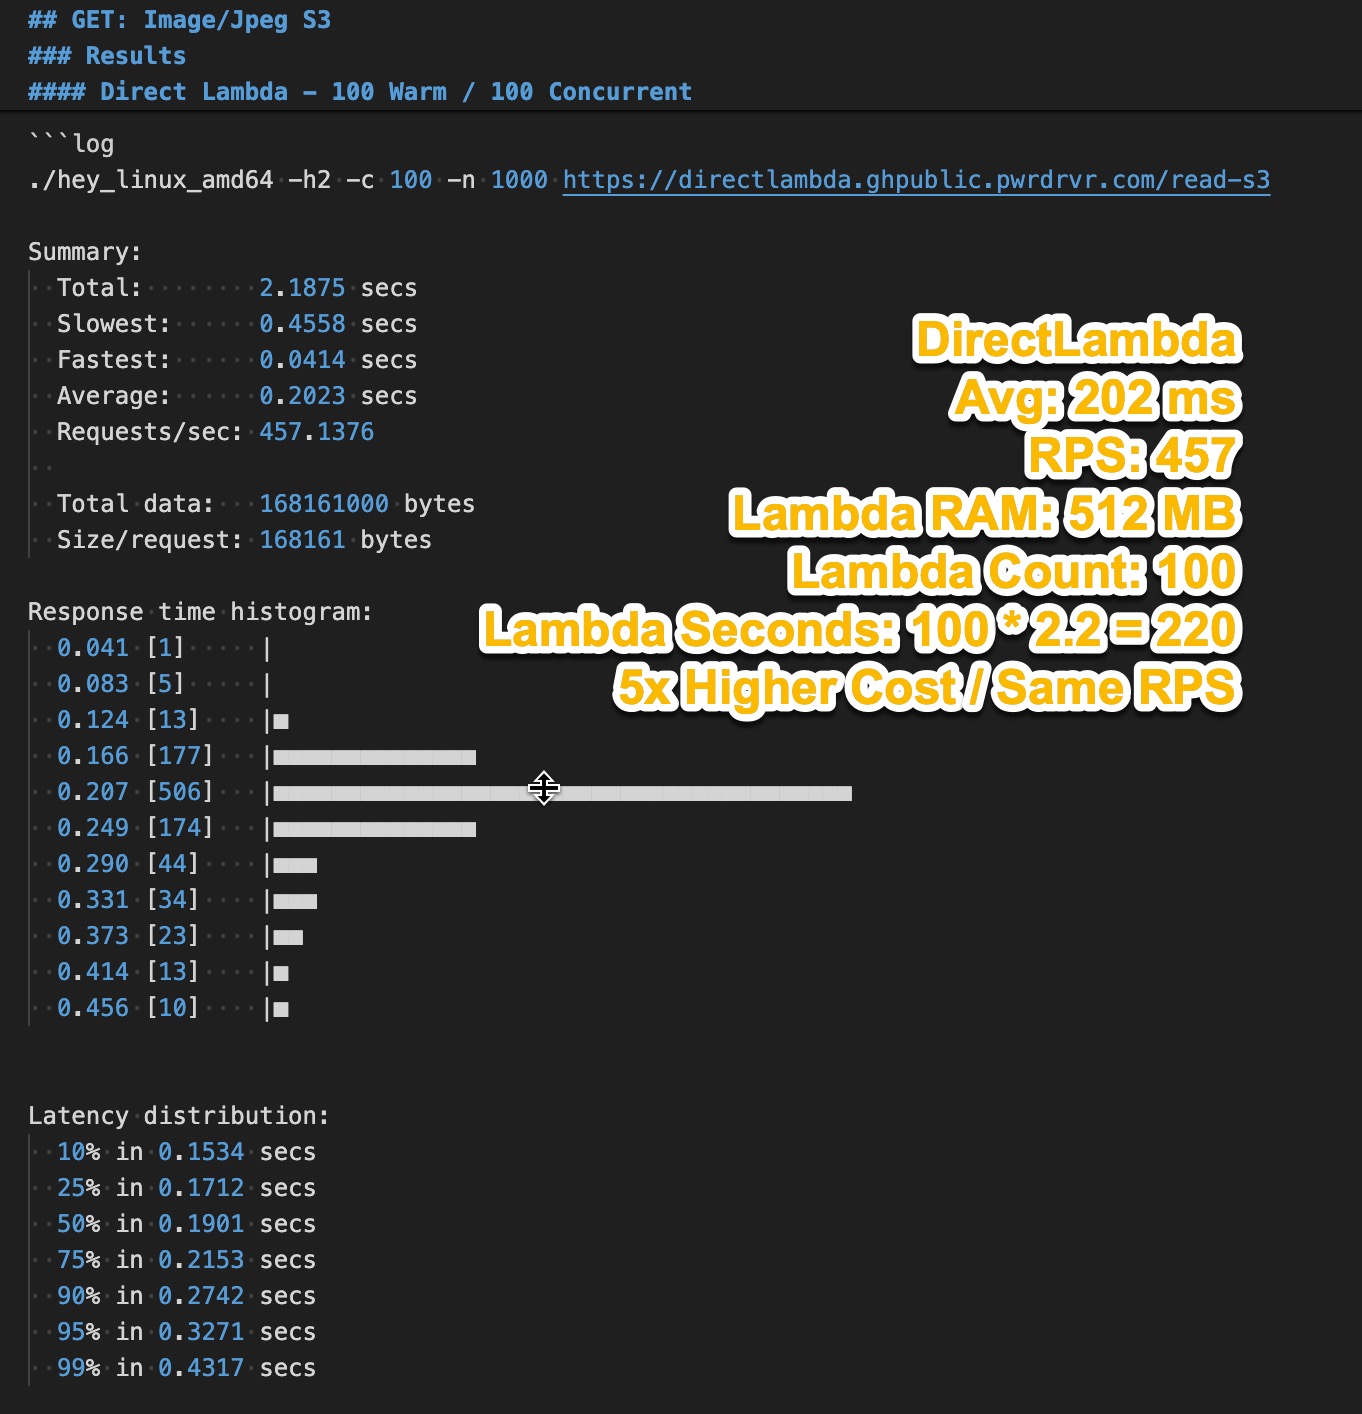 ## GET: Image/Jpeg S3
### Results
#### Direct Lambda - 100 Warm / 100 Concurrent
```log
./hey_linux_amd64 -h2 -c 100 -n 1000 https://directlambda.ghpublic.pwrdrvr.com/read-s3
Summary:
Total: 2.1875 secs
Slowest: 0.4558 secs
Fastest: 0.0414 secs
Average: 0.2023 secs
Requests/sec: 457.1376
Total data: 168161000 bytes
Size/request: 168161 bytes
DirectLambda
Avg: 202 ms
RPS: 457
Lambda RAM: 512 MB
Lambda Count: 100
Lambda Seconds: 100 * 2.2 = 220
5x Higher Cost / Same RPS
Response time histogram:
0.041 [1] |
0.083 [5] |
0.124 [13] |■
0.166 [177] |■■■■■■■■■■■■■■
0.207 [506] |■■■■■■■■■■■■■■■■■■■■■■■■■■■■■■■■■■■■■■■■
0.249 [174] |■■■■■■■■■■■■■■
0.290 [44] |■■■
0.331 [34] |■■■
0.373 [23] |■■
0.414 [13] |■
0.456 [10] |■
Latency distribution:
10% in 0.1534 secs
25% in 0.1712 secs
50% in 0.1901 secs
75% in 0.2153 secs
90% in 0.2742 secs
95% in 0.3271 secs
99% in 0.4317 secs